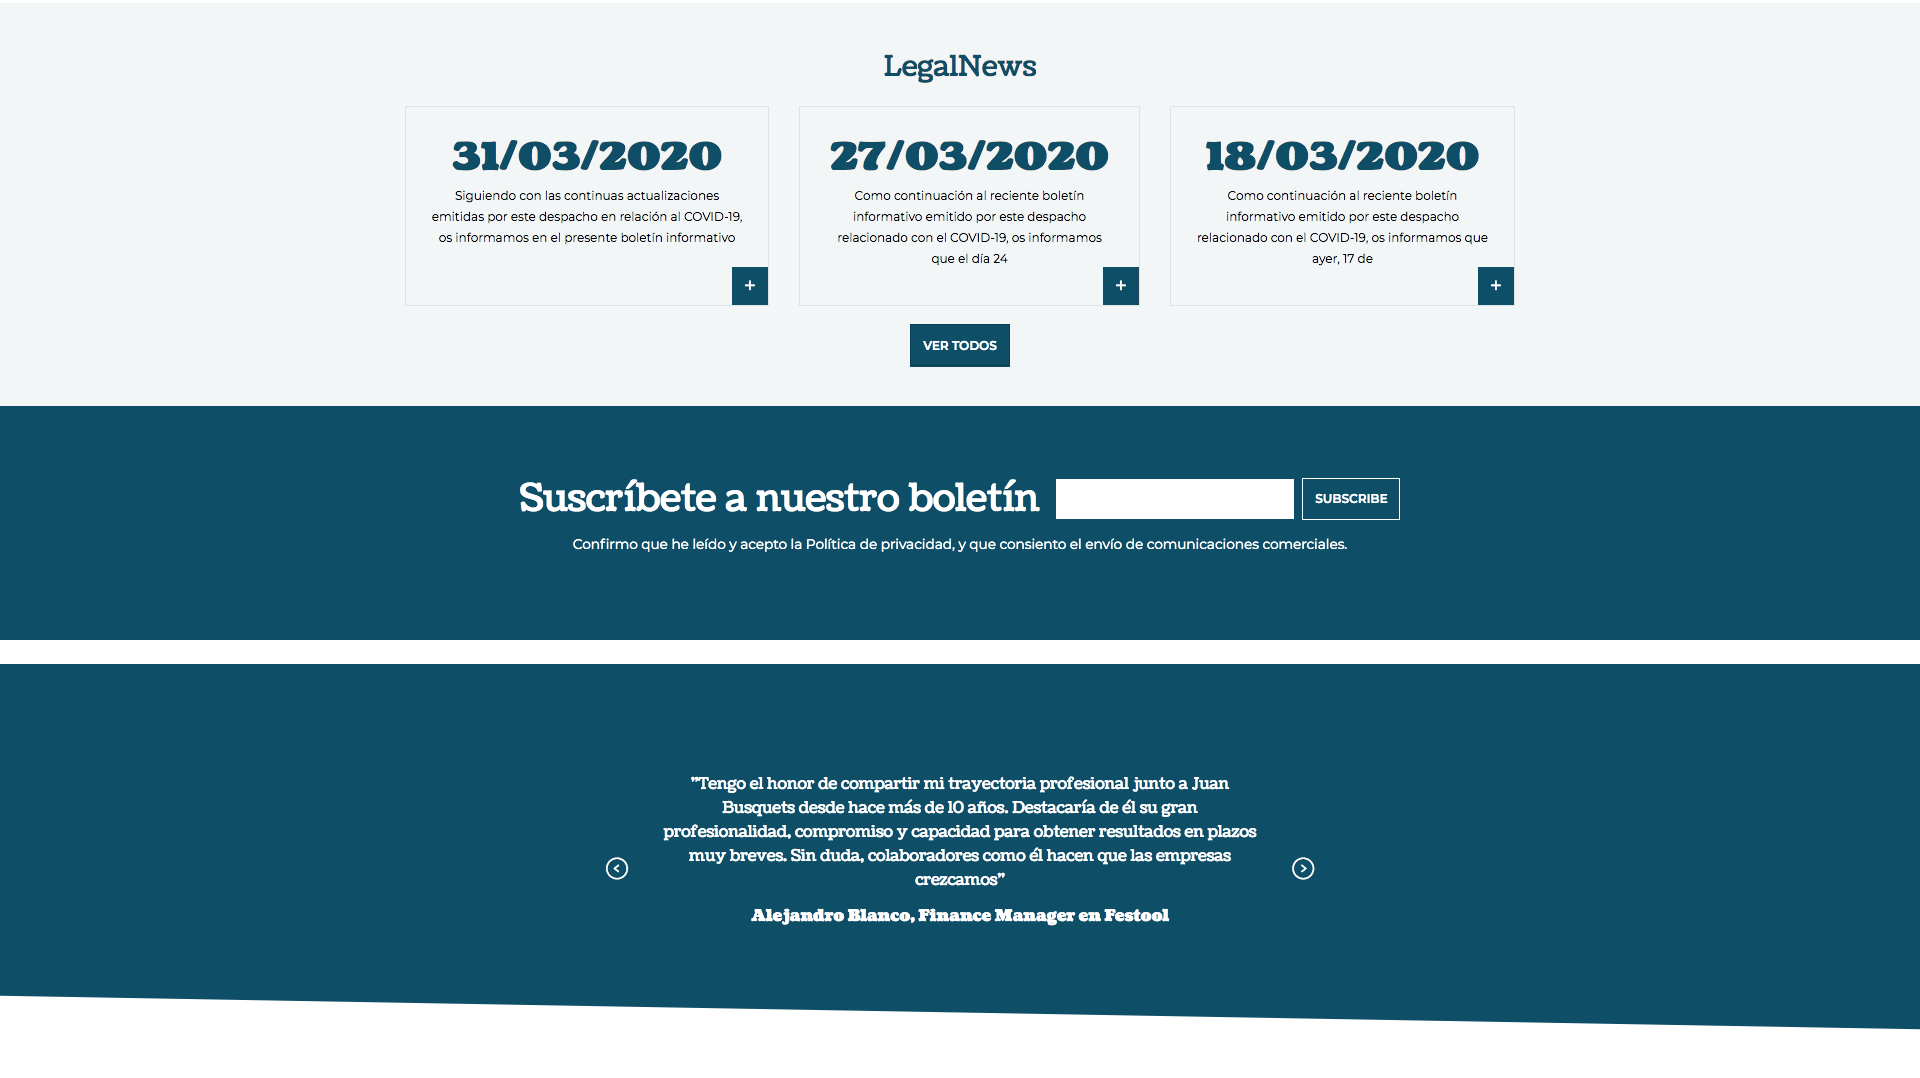 LegalNews
31/03/2020
Siguiendo con las continuas actualizaciones
emitidas por este despacho en relación al COVID-19,
os informamos en el presente boletín informativo
+
27/03/2020
Como continuación al reciente boletín
informativo emitido por este despacho
relacionado con el COVID-19, os informamos
que el día 24
+
18/03/2020
Como continuación al reciente boletín
informativo emitido por este despacho
relacionado con el COVID-19, os informamos que
ayer, 17 de
+
VER TODOS
Suscríbete a nuestro boletín
SUBSCRIBE
Confirmo que he leído y acepto la Política de privacidad, y que consiento el envío de comunicaciones comerciales.
"Tengo el honor de compartir mi trayectoria profesional junto a Juan
Busquets desde hace más de 10 años. Destacaría de él su gran
profesionalidad, compromiso y capacidad para obtener resultados en plazos
muy breves. Sin duda, colaboradores como él hacen que las empresas
crezcamos"
Alejandro Blanco, Finance Manager en Festool